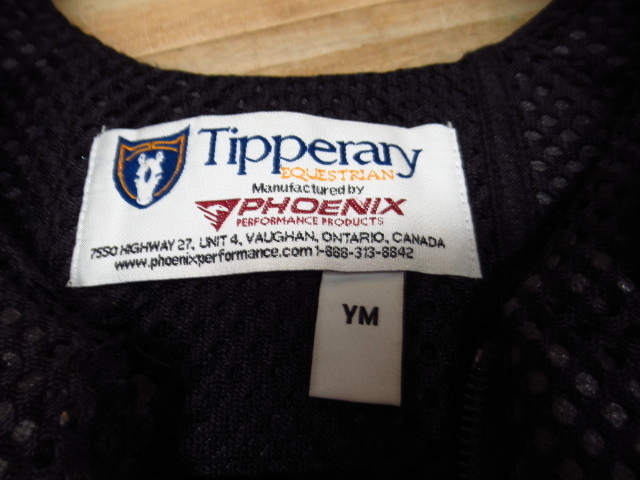 Tipperary
EQUESTRIAN
Manufactured by
PHOENIX
PERFORMANCE PRODUCTS
7550 HIGHWAY 27, UNIT 4, VAUGHAN, ONTARIO, CANADA
www.phoenixperformance.com 1-888-313-8842
YM